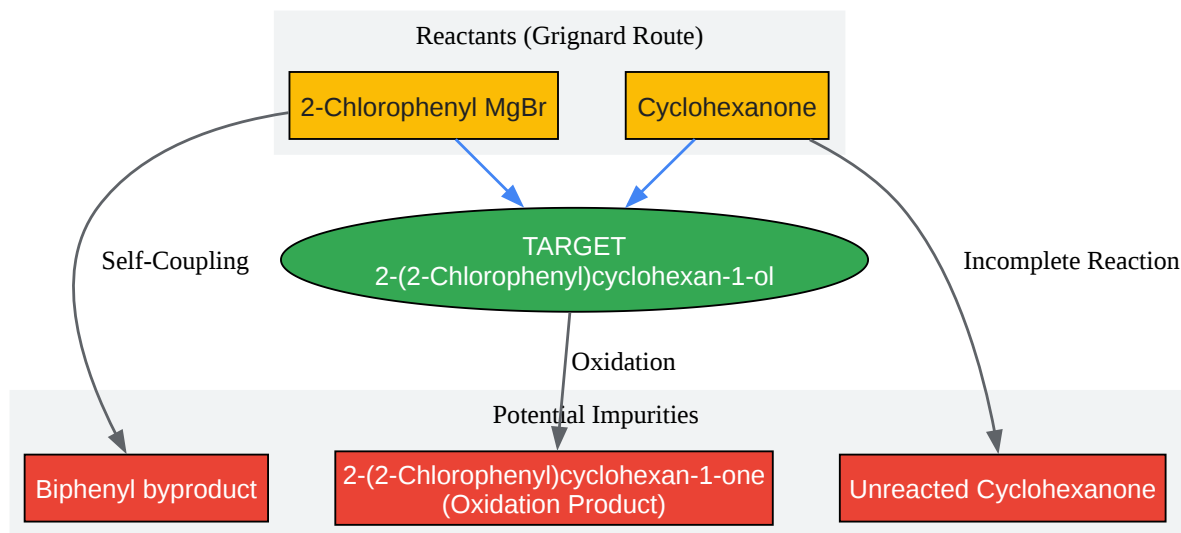 Reactants (Grignard Route)
2-Chlorophenyl MgBr
Cyclohexanone
TARGET
2-(2-Chlorophenyl)cyclohexan-1-ol
Self-Coupling
Incomplete Reaction
Oxidation
Potential Impurities
Biphenyl byproduct
2-(2-Chlorophenyl)cyclohexan-1-one
(Oxidation Product)
Unreacted Cyclohexanone